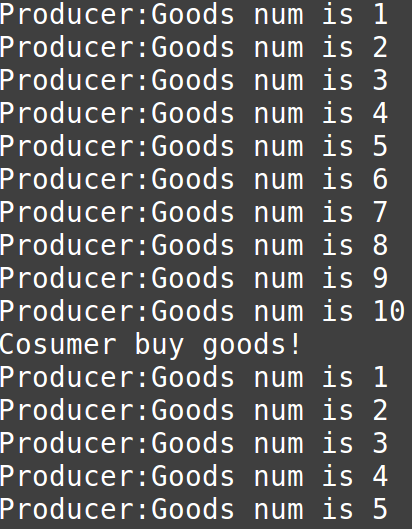 Producer:Goods num is 1
Producer:Goods num is 2
Producer:Goods num is 3
Producer:Goods num is 4
Producer:Goods num is 5
Producer:Goods num is 6
Producer:Goods num is 7
Producer:Goods num is 8
Producer:Goods num is 9
Producer:Goods num is 10
Cosumer buy goods!
Producer:Goods num is 1
Producer:Goods num is 2
Producer:Goods num is 3
Producer:Goods num is 4
Producer:Goods num is 5